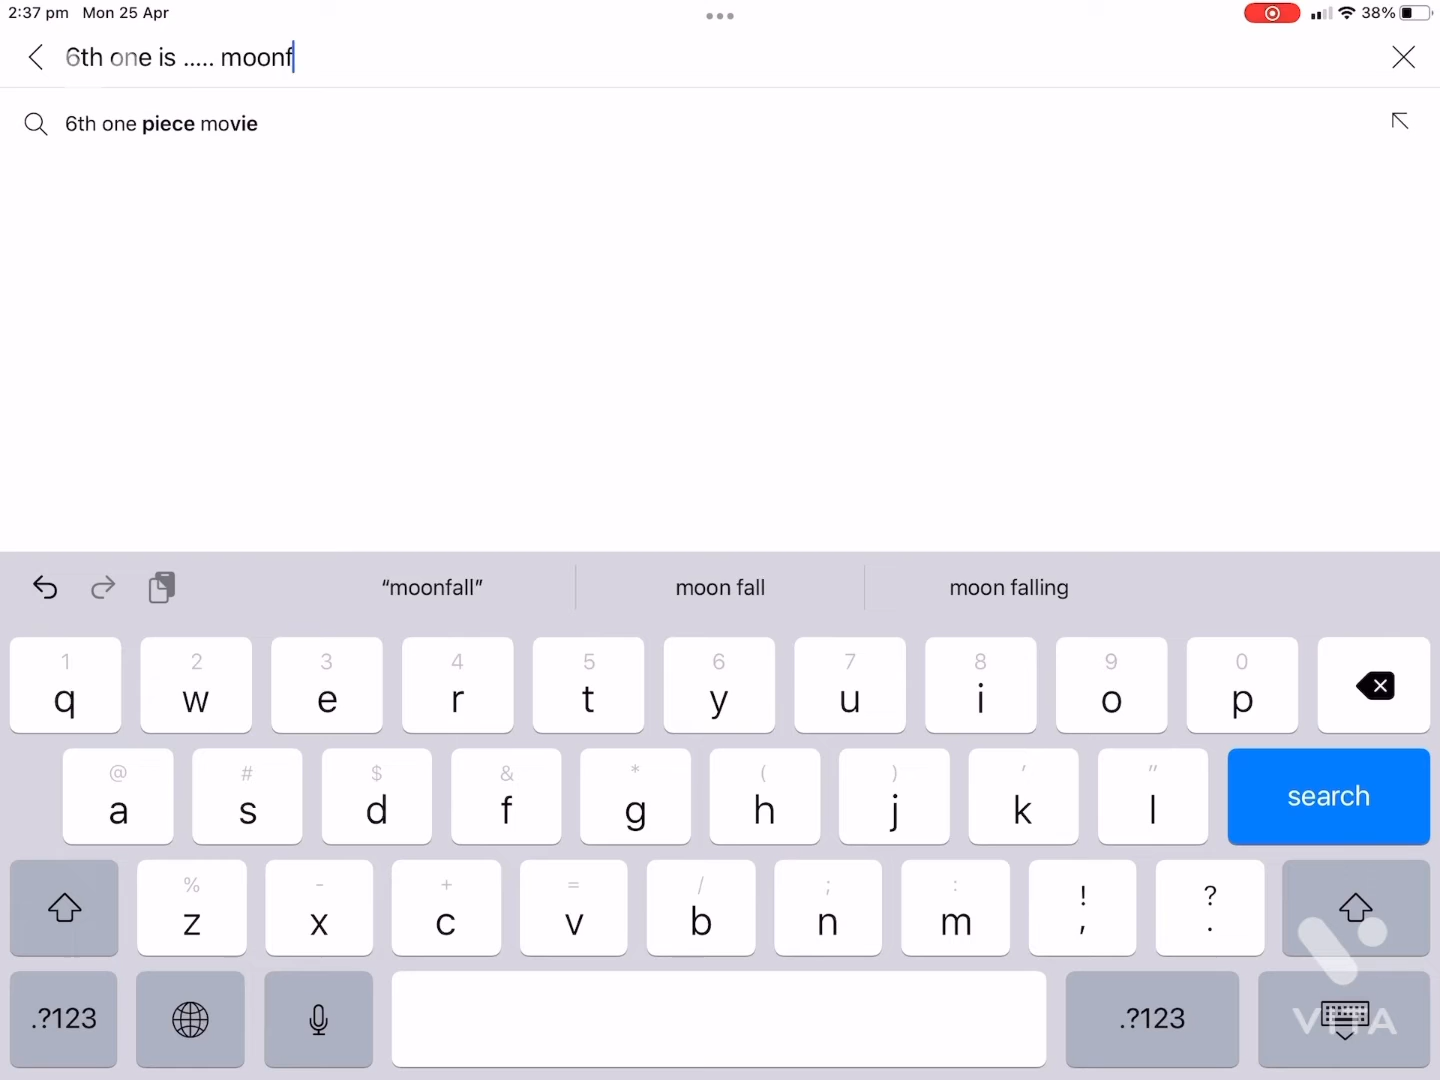 2:37 pm Mon 25 Apr
38%
6th one is ..... moonf
6th one piece movie
“moonfall” moon fall moon falling
1 2 3 4 5 6 7 8 9 0
q w e r t y u i o p
@ # $ & * ( ) ' "
a s d f g h j k l search
% - + = / ; : ! ?
z x c v b n m , .
.?123 .?123
VITA